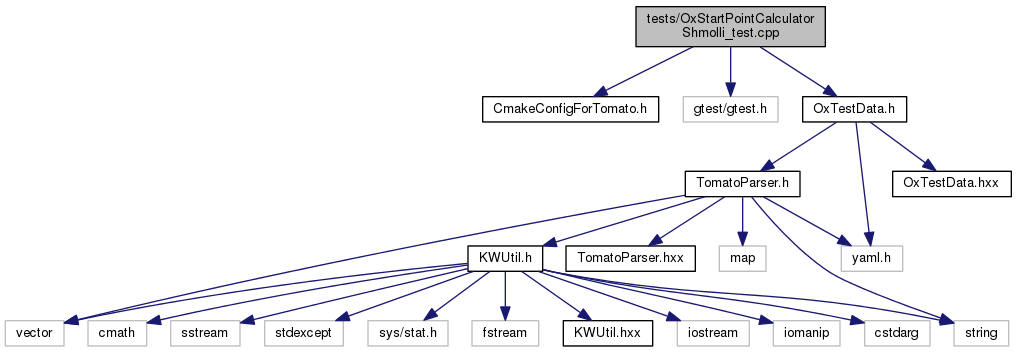 tests/OxStartPointCalculator
Shmolli_test.cpp
CmakeConfigForTomato.h
gtest/gtest.h
OxTestData.h
TomatoParser.h
OxTestData.hxx
KWUtil.h
TomatoParser.hxx
map
yaml.h
vector
cmath
sstream
stdexcept
sys/stat.h
fstream
KWUtil.hxx
iostream
iomanip
cstdarg
string